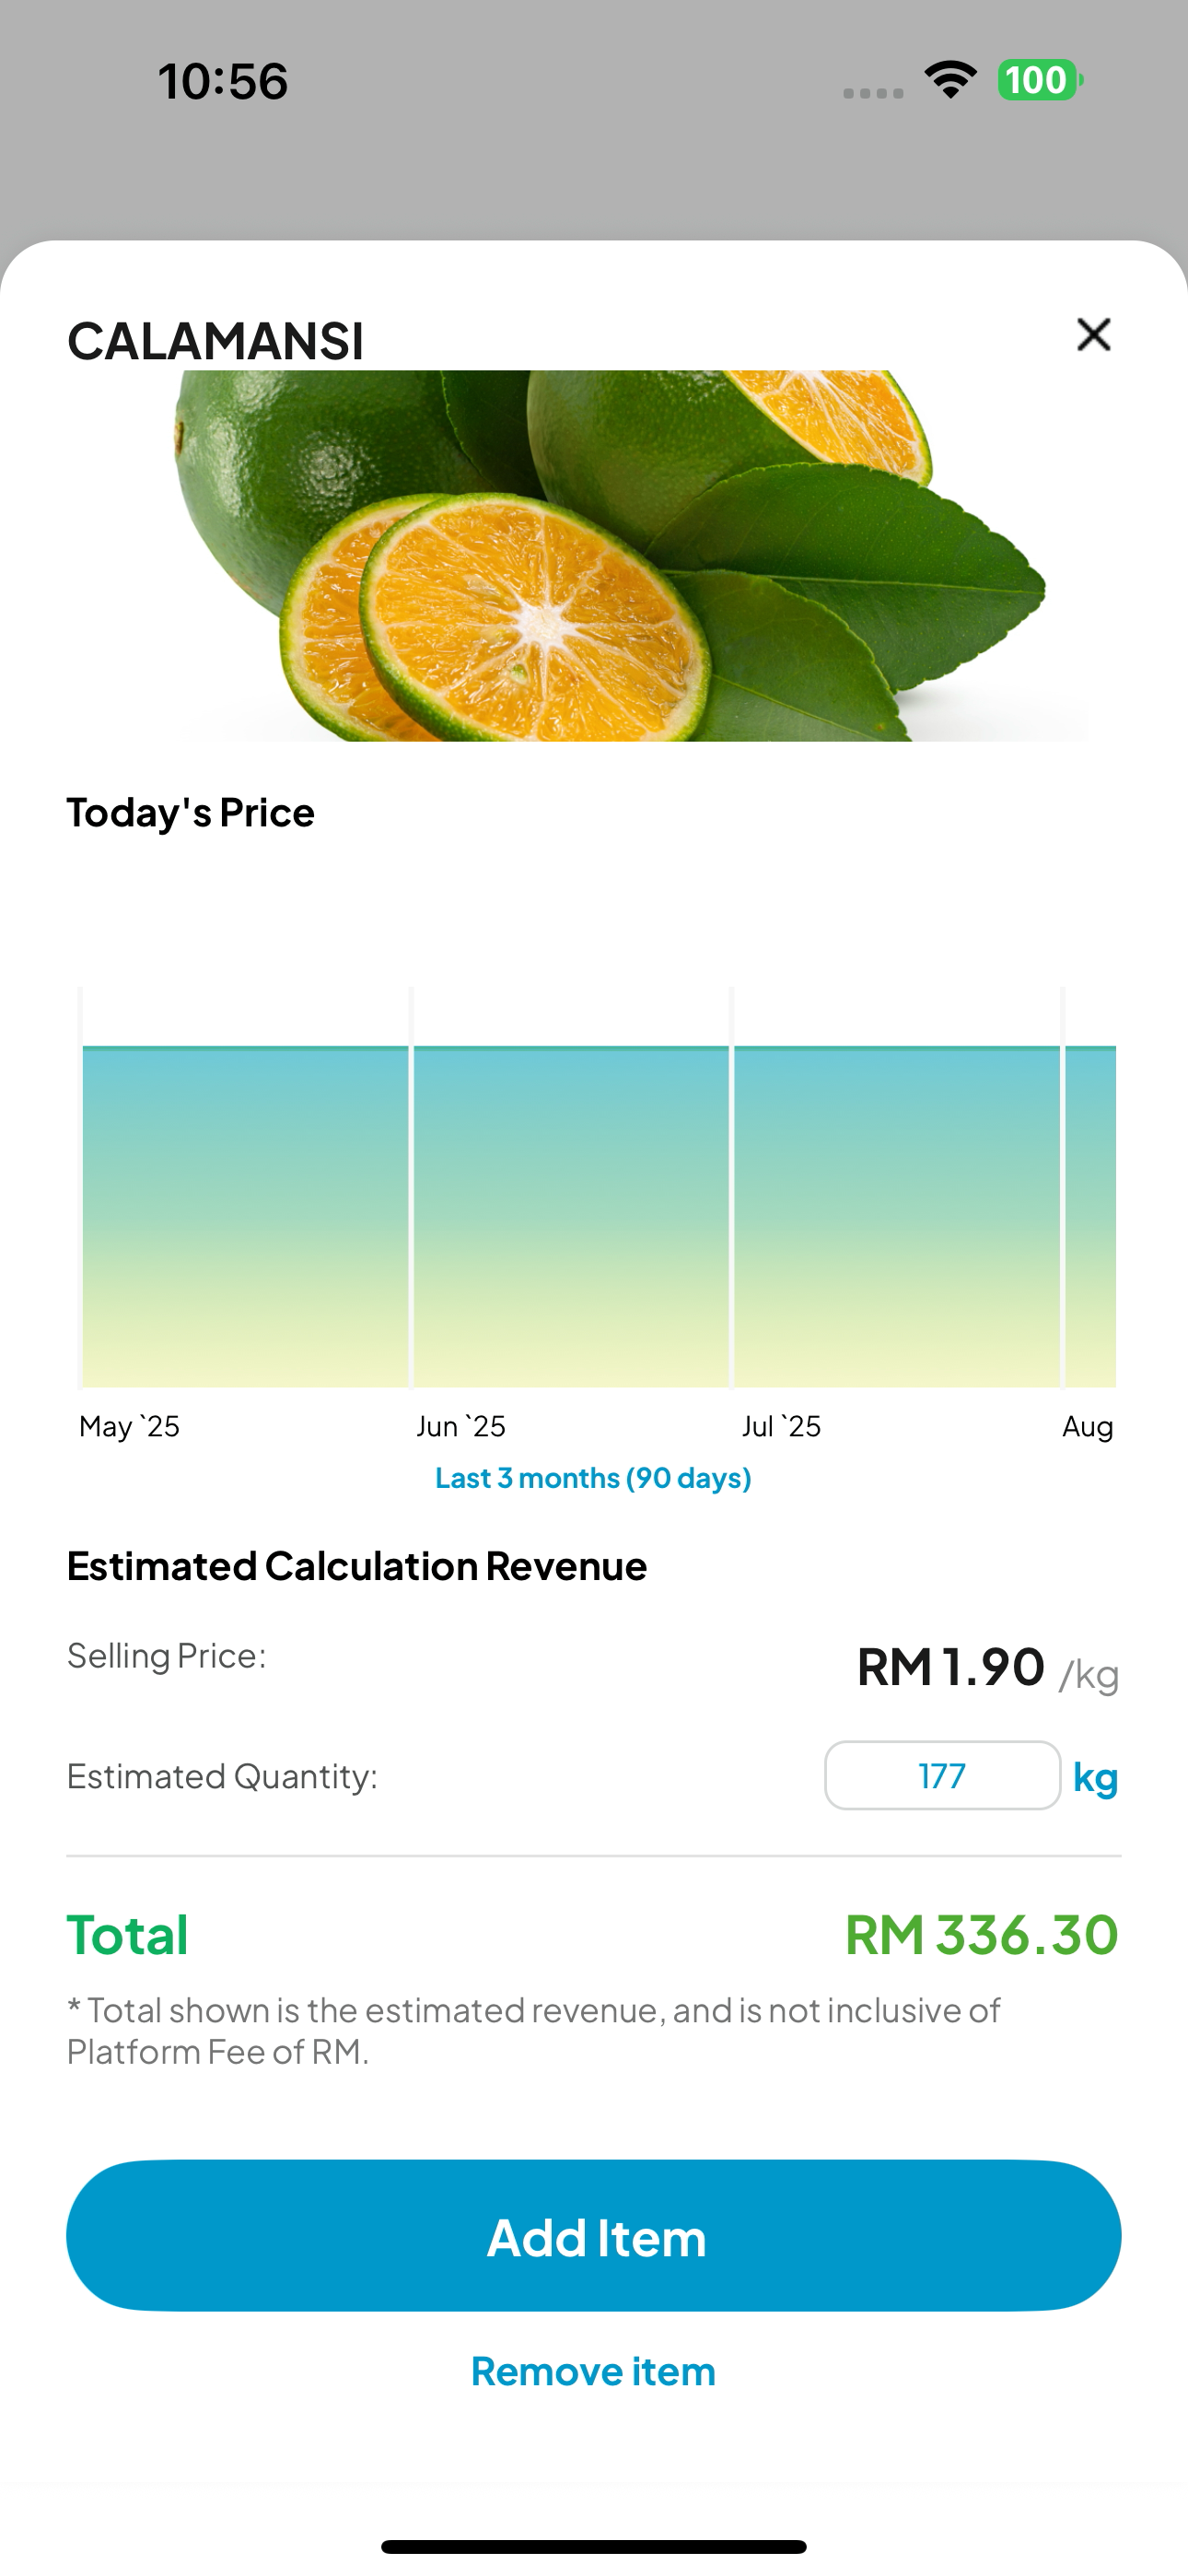 10:56
100
CALAMANSI
Today's Price
May `25 Jun `25 Jul `25 Aug
Last 3 months (90 days)
Estimated Calculation Revenue
Selling Price: RM 1.90 /kg
Estimated Quantity: 177 kg
Total RM 336.30
* Total shown is the estimated revenue, and is not inclusive of
Platform Fee of RM.
Add Item
Remove item